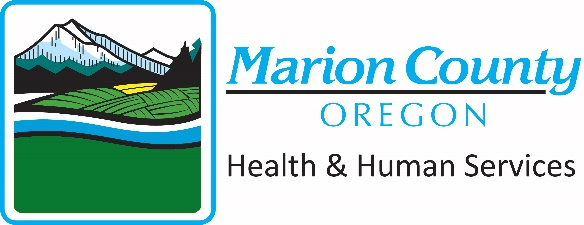 Marion County
OREGON
Health & Human Services